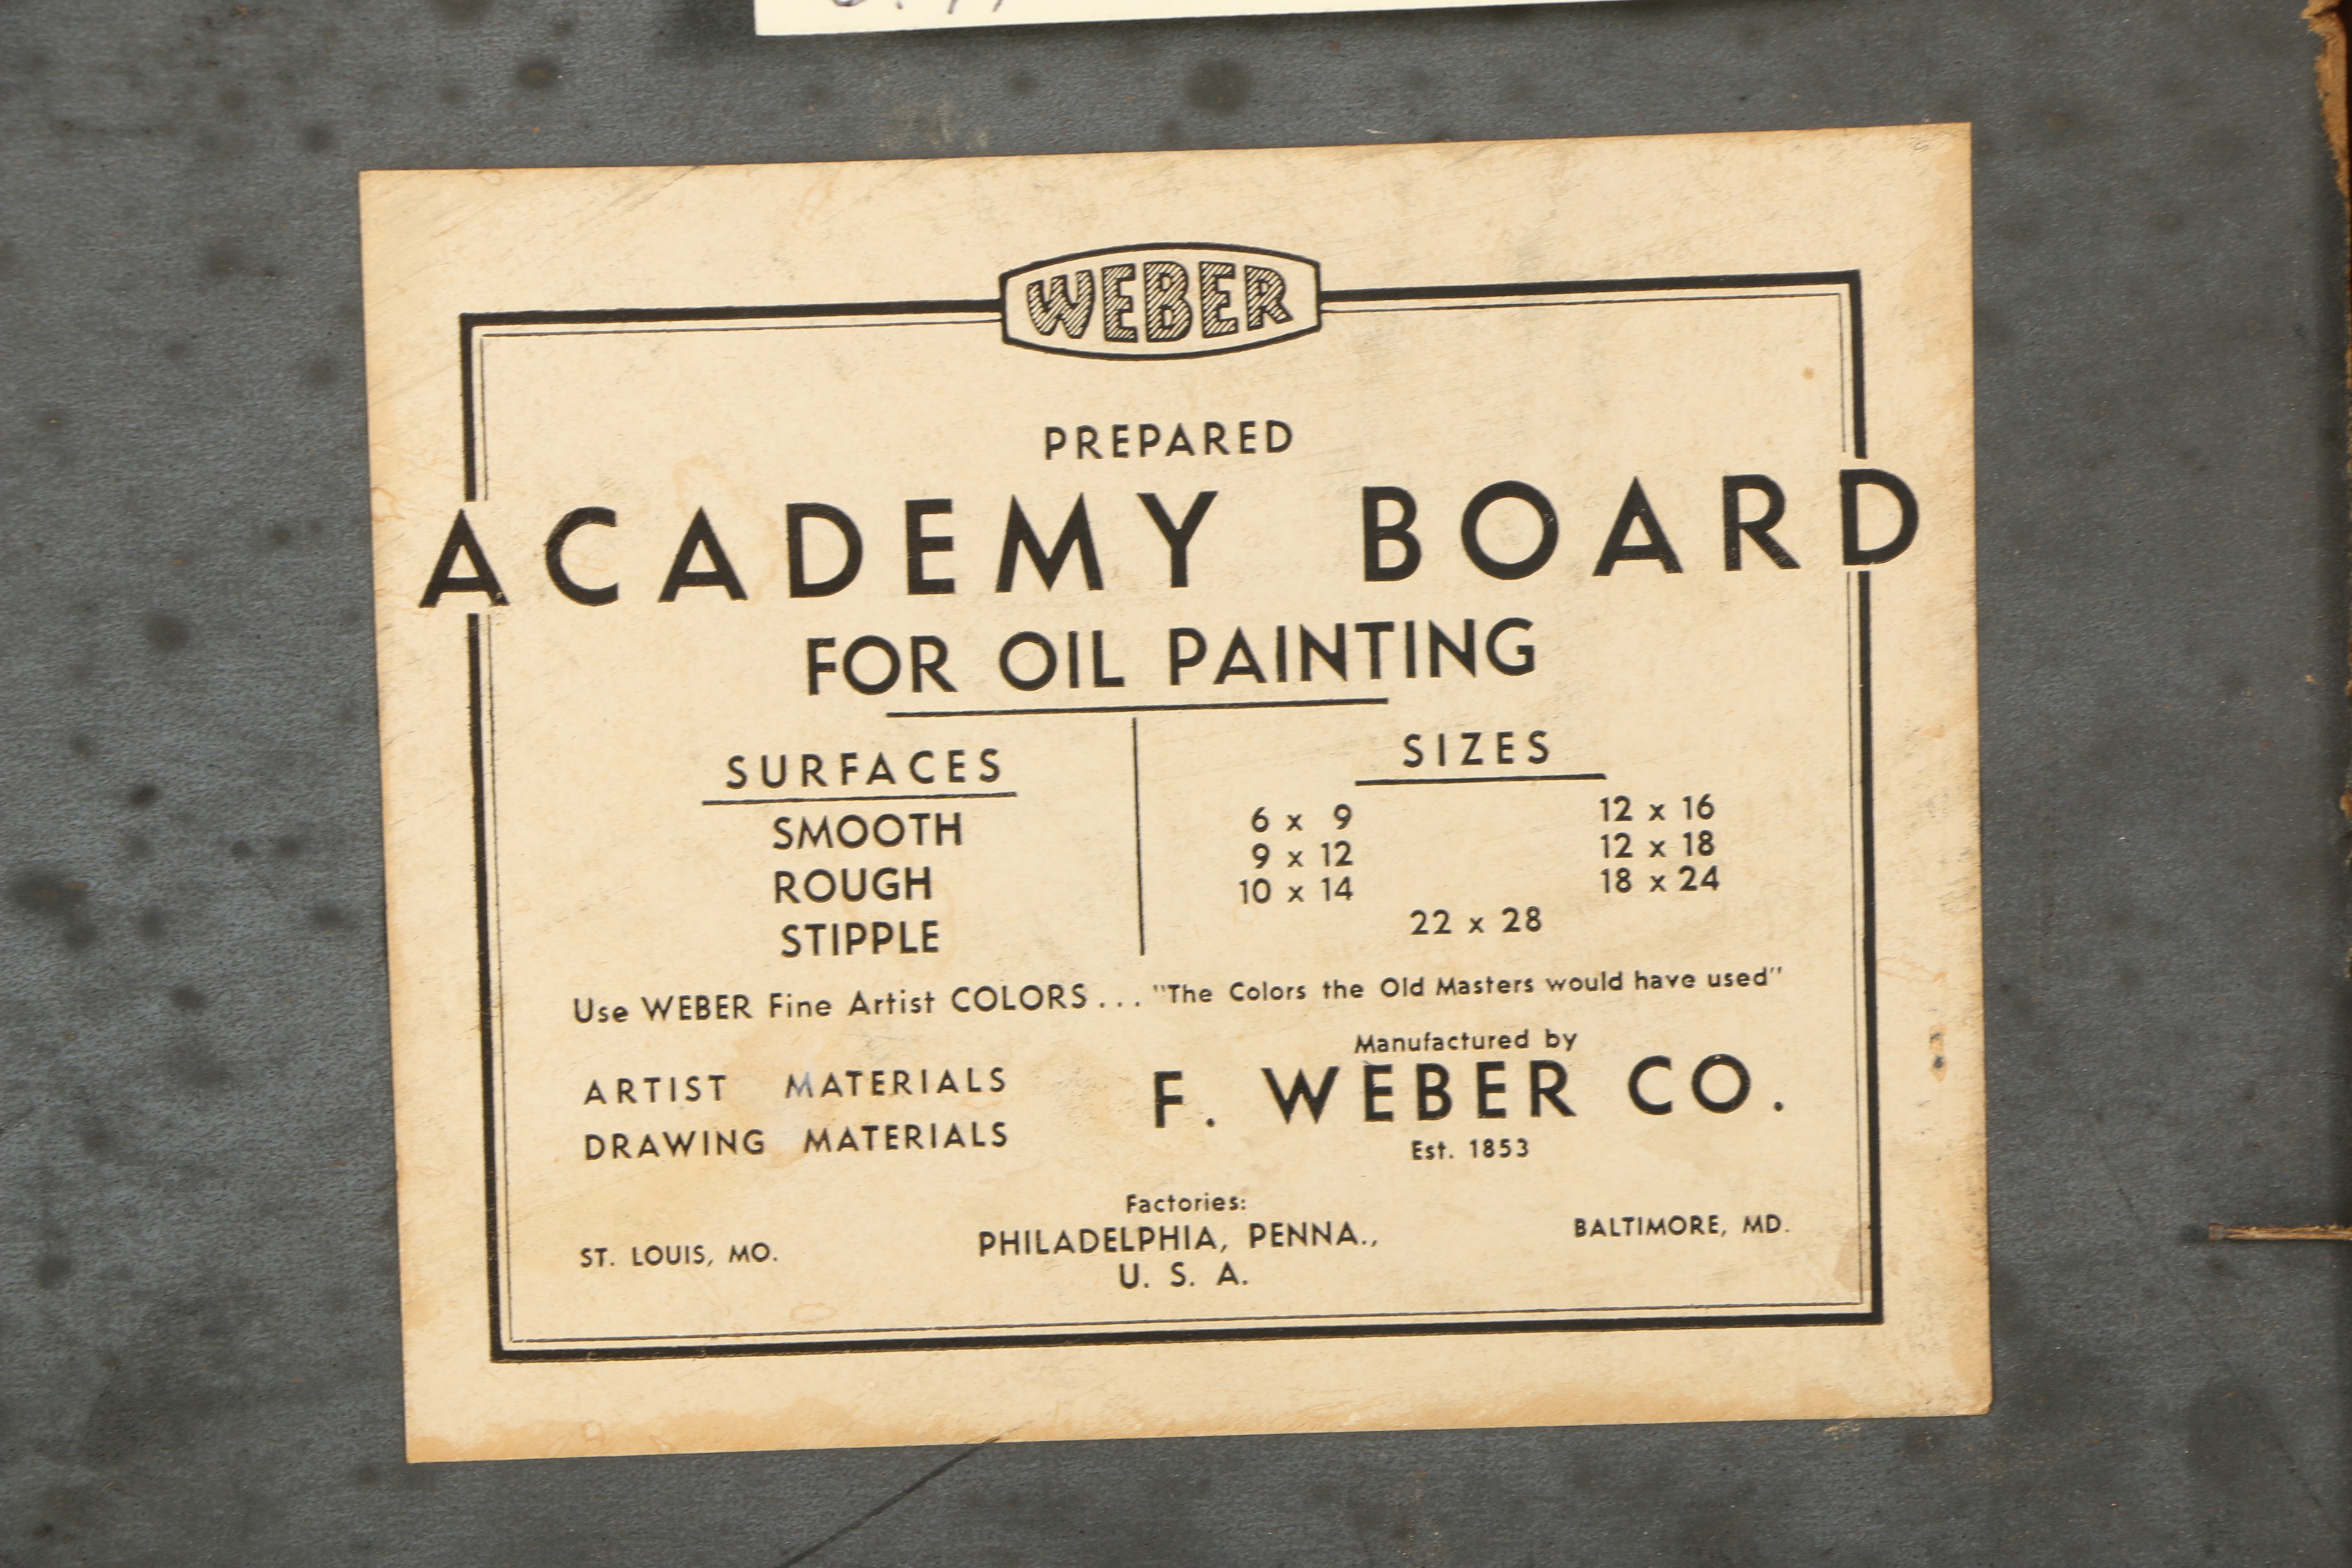 WEBER
PREPARED
ACADEMY BOARD
FOR OIL PAINTING
SURFACES
SMOOTH
ROUGH
STIPPLE
SIZES
6 x 9 12 x 16
9 x 12 12 x 18
10 x 14 18 x 24
22 x 28
Use WEBER Fine Artist COLORS... "The Colors the Old Masters would have used"
ARTIST MATERIALS
DRAWING MATERIALS
Manufactured by
F. WEBER CO.
Est. 1853
Factories:
ST. LOUIS, MO. PHILADELPHIA, PENNA., BALTIMORE, MD.
U. S. A.